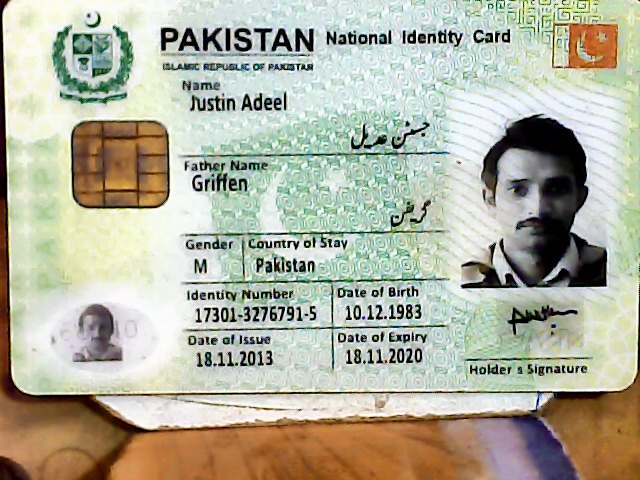 PAKISTAN National Identity Card
ISLAMIC REPUBLIC OF PAKISTAN
Name
Justin Adeel
جسٹن عدیل
Father Name
Griffen
گریفن
Gender Country of Stay
M Pakistan
Identity Number Date of Birth
17301-3276791-5 10.12.1983
Date of Issue Date of Expiry
18.11.2013 18.11.2020
Holder's Signature